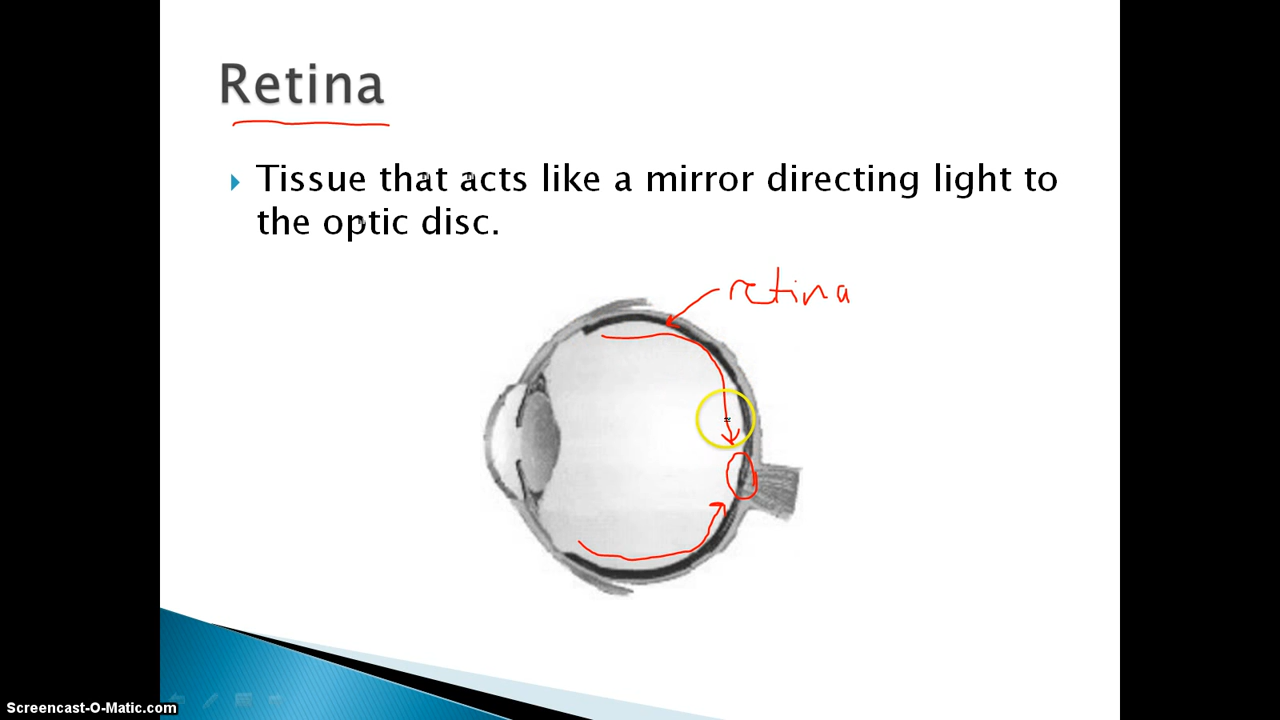 Retina
Tissue that acts like a mirror directing light to
the optic disc.
retina
Screencast-O-Matic.com